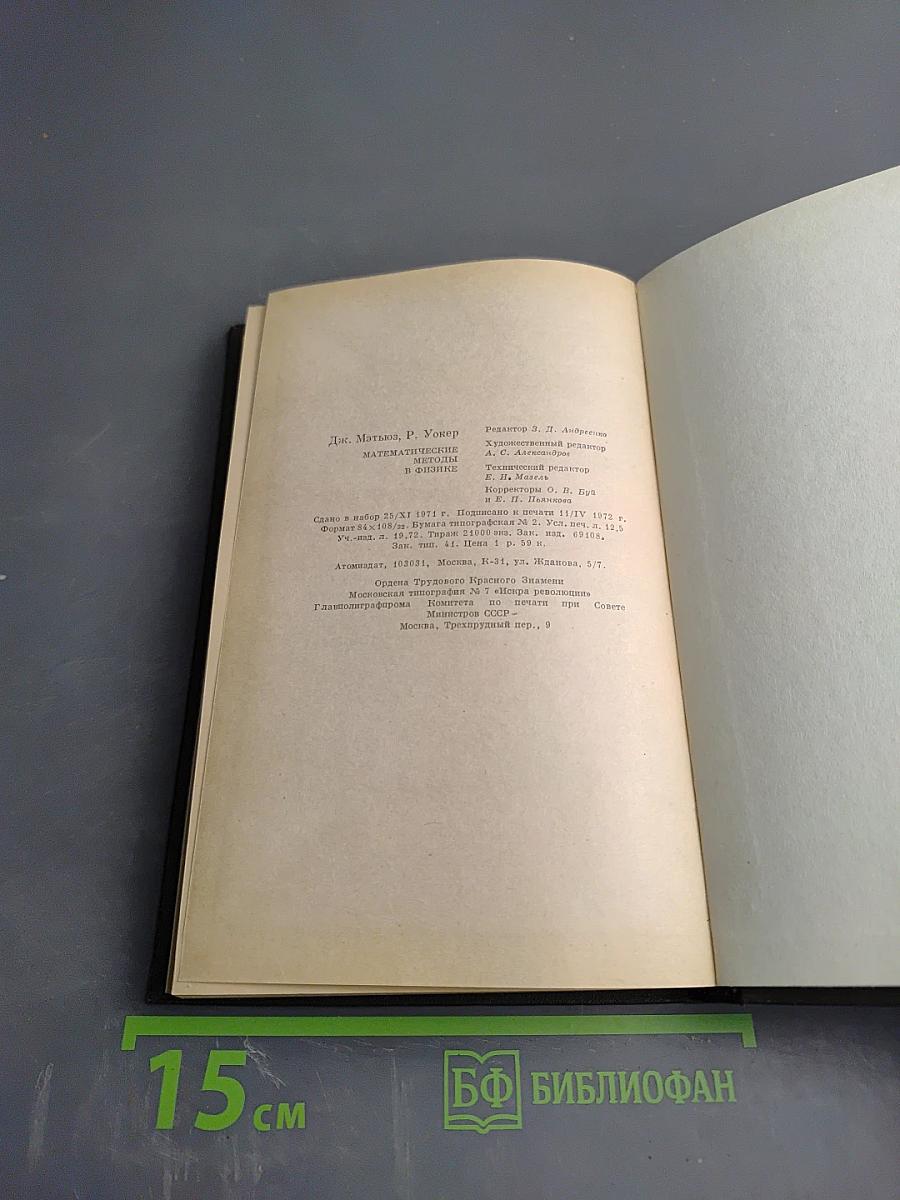 Дж. Мэтьюз, Р. Уокер
МАТЕМАТИЧЕСКИЕ
МЕТОДЫ
В ФИЗИКЕ
Редактор З. Д. Андреенко
Художественный редактор
А. С. Александров
Технический редактор
Е. Н. Мазель
Корректоры О. В. Буй
и Е. П. Пьянкова
Сдано в набор 25/XI 1971 г. Подписано к печати 11/IV 1972 г.
Формат 84×108/32. Бумага типографская № 2. Усл. печ. л. 12,5
Уч.-изд. л. 19,72. Тираж 21000 экз. Зак. изд. 69108.
Зак. тип. 41. Цена 1 р. 59 к.
Атомиздат, 103031, Москва, К-31, ул. Жданова, 5/7.
Ордена Трудового Красного Знамени
Московская типография № 7 «Искра революции»
Главполиграфпрома Комитета по печати при Совете
Министров СССР
Москва, Трехпрудный пер., 9
15 см
БФ БИБЛИОФАН